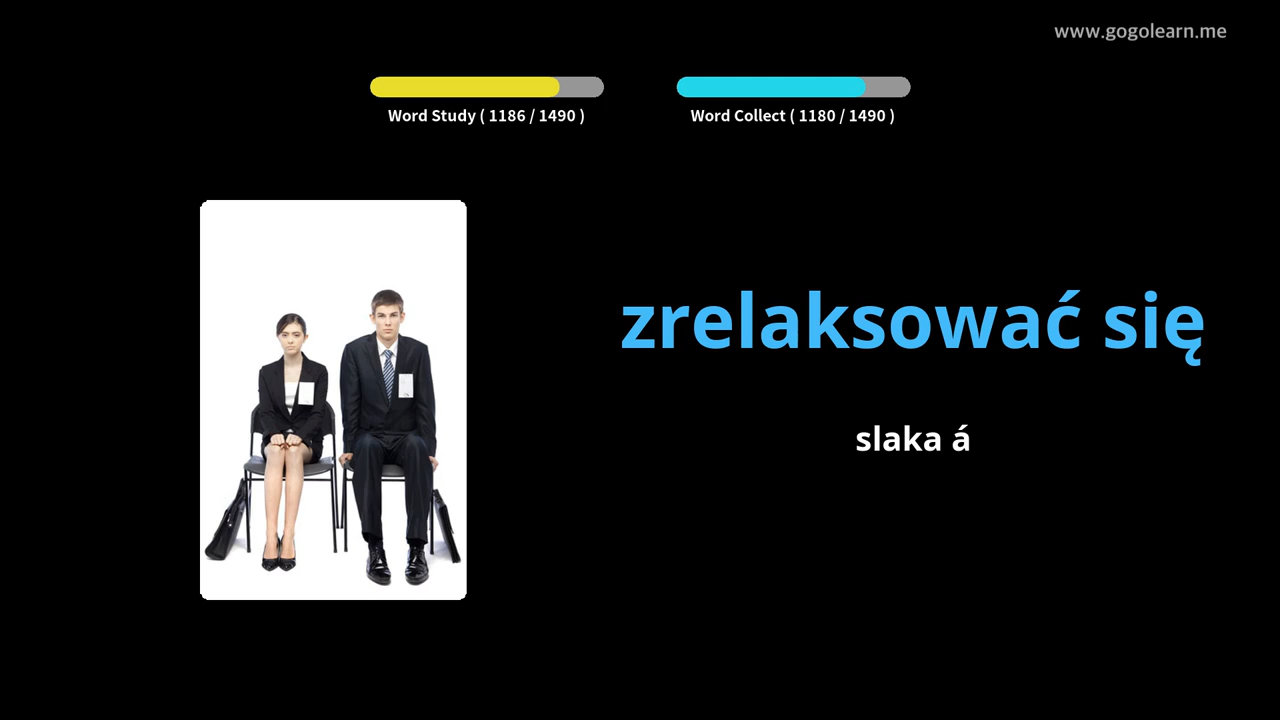 www.gogolearn.me
Word Study ( 1186 / 1490 )
Word Collect ( 1180 / 1490 )
zrelaksować się
slaka á